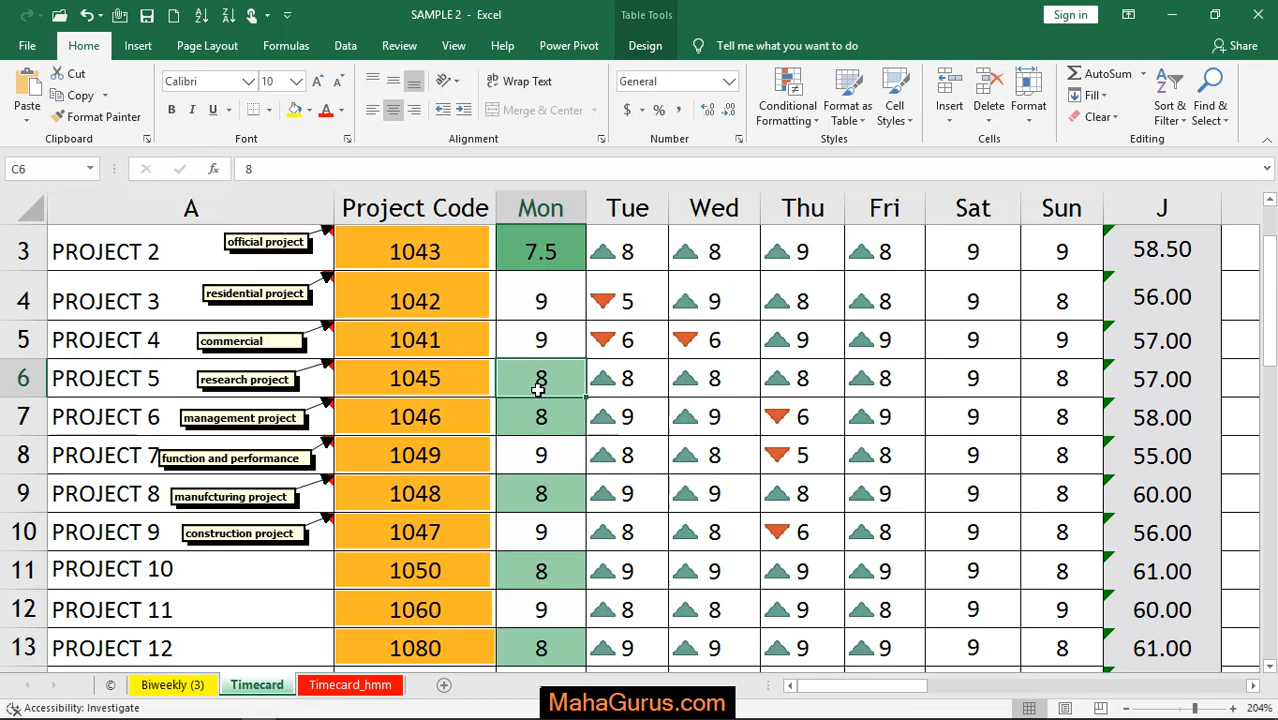 SAMPLE 2 - Excel
Table Tools
Sign in
File Home Insert Page Layout Formulas Data Review View Help Power Pivot Design Tell me what you want to do Share
Paste
Cut
Copy
Format Painter
Clipboard
Calibri 10
B I U
Font
Wrap Text
Merge & Center
Alignment
General
$ % ,
Number
Conditional Formatting
Format as Table
Cell Styles
Styles
Insert Delete Format
Cells
AutoSum
Fill
Clear
Sort & Filter
Find & Select
Editing
C6 fx 8
A Project Code Mon Tue Wed Thu Fri Sat Sun J
3 PROJECT 2 official project 1043 7.5 8 8 9 8 9 9 58.50
4 PROJECT 3 residential project 1042 9 5 9 8 8 9 8 56.00
5 PROJECT 4 commercial 1041 9 6 6 9 9 9 9 57.00
6 PROJECT 5 research project 1045 8 8 8 8 8 9 8 57.00
7 PROJECT 6 management project 1046 8 9 9 6 9 9 8 58.00
8 PROJECT 7 function and performance 1049 9 8 8 5 8 9 8 55.00
9 PROJECT 8 manufcturing project 1048 8 9 9 8 9 9 8 60.00
10 PROJECT 9 construction project 1047 9 8 8 6 8 9 8 56.00
11 PROJECT 10 1050 8 9 9 9 9 9 8 61.00
12 PROJECT 11 1060 9 8 8 9 8 9 9 60.00
13 PROJECT 12 1080 8 9 9 9 9 9 8 61.00
© Biweekly (3) Timecard Timecard_hmm
Accessibility: Investigate
MahaGurus.com
204%